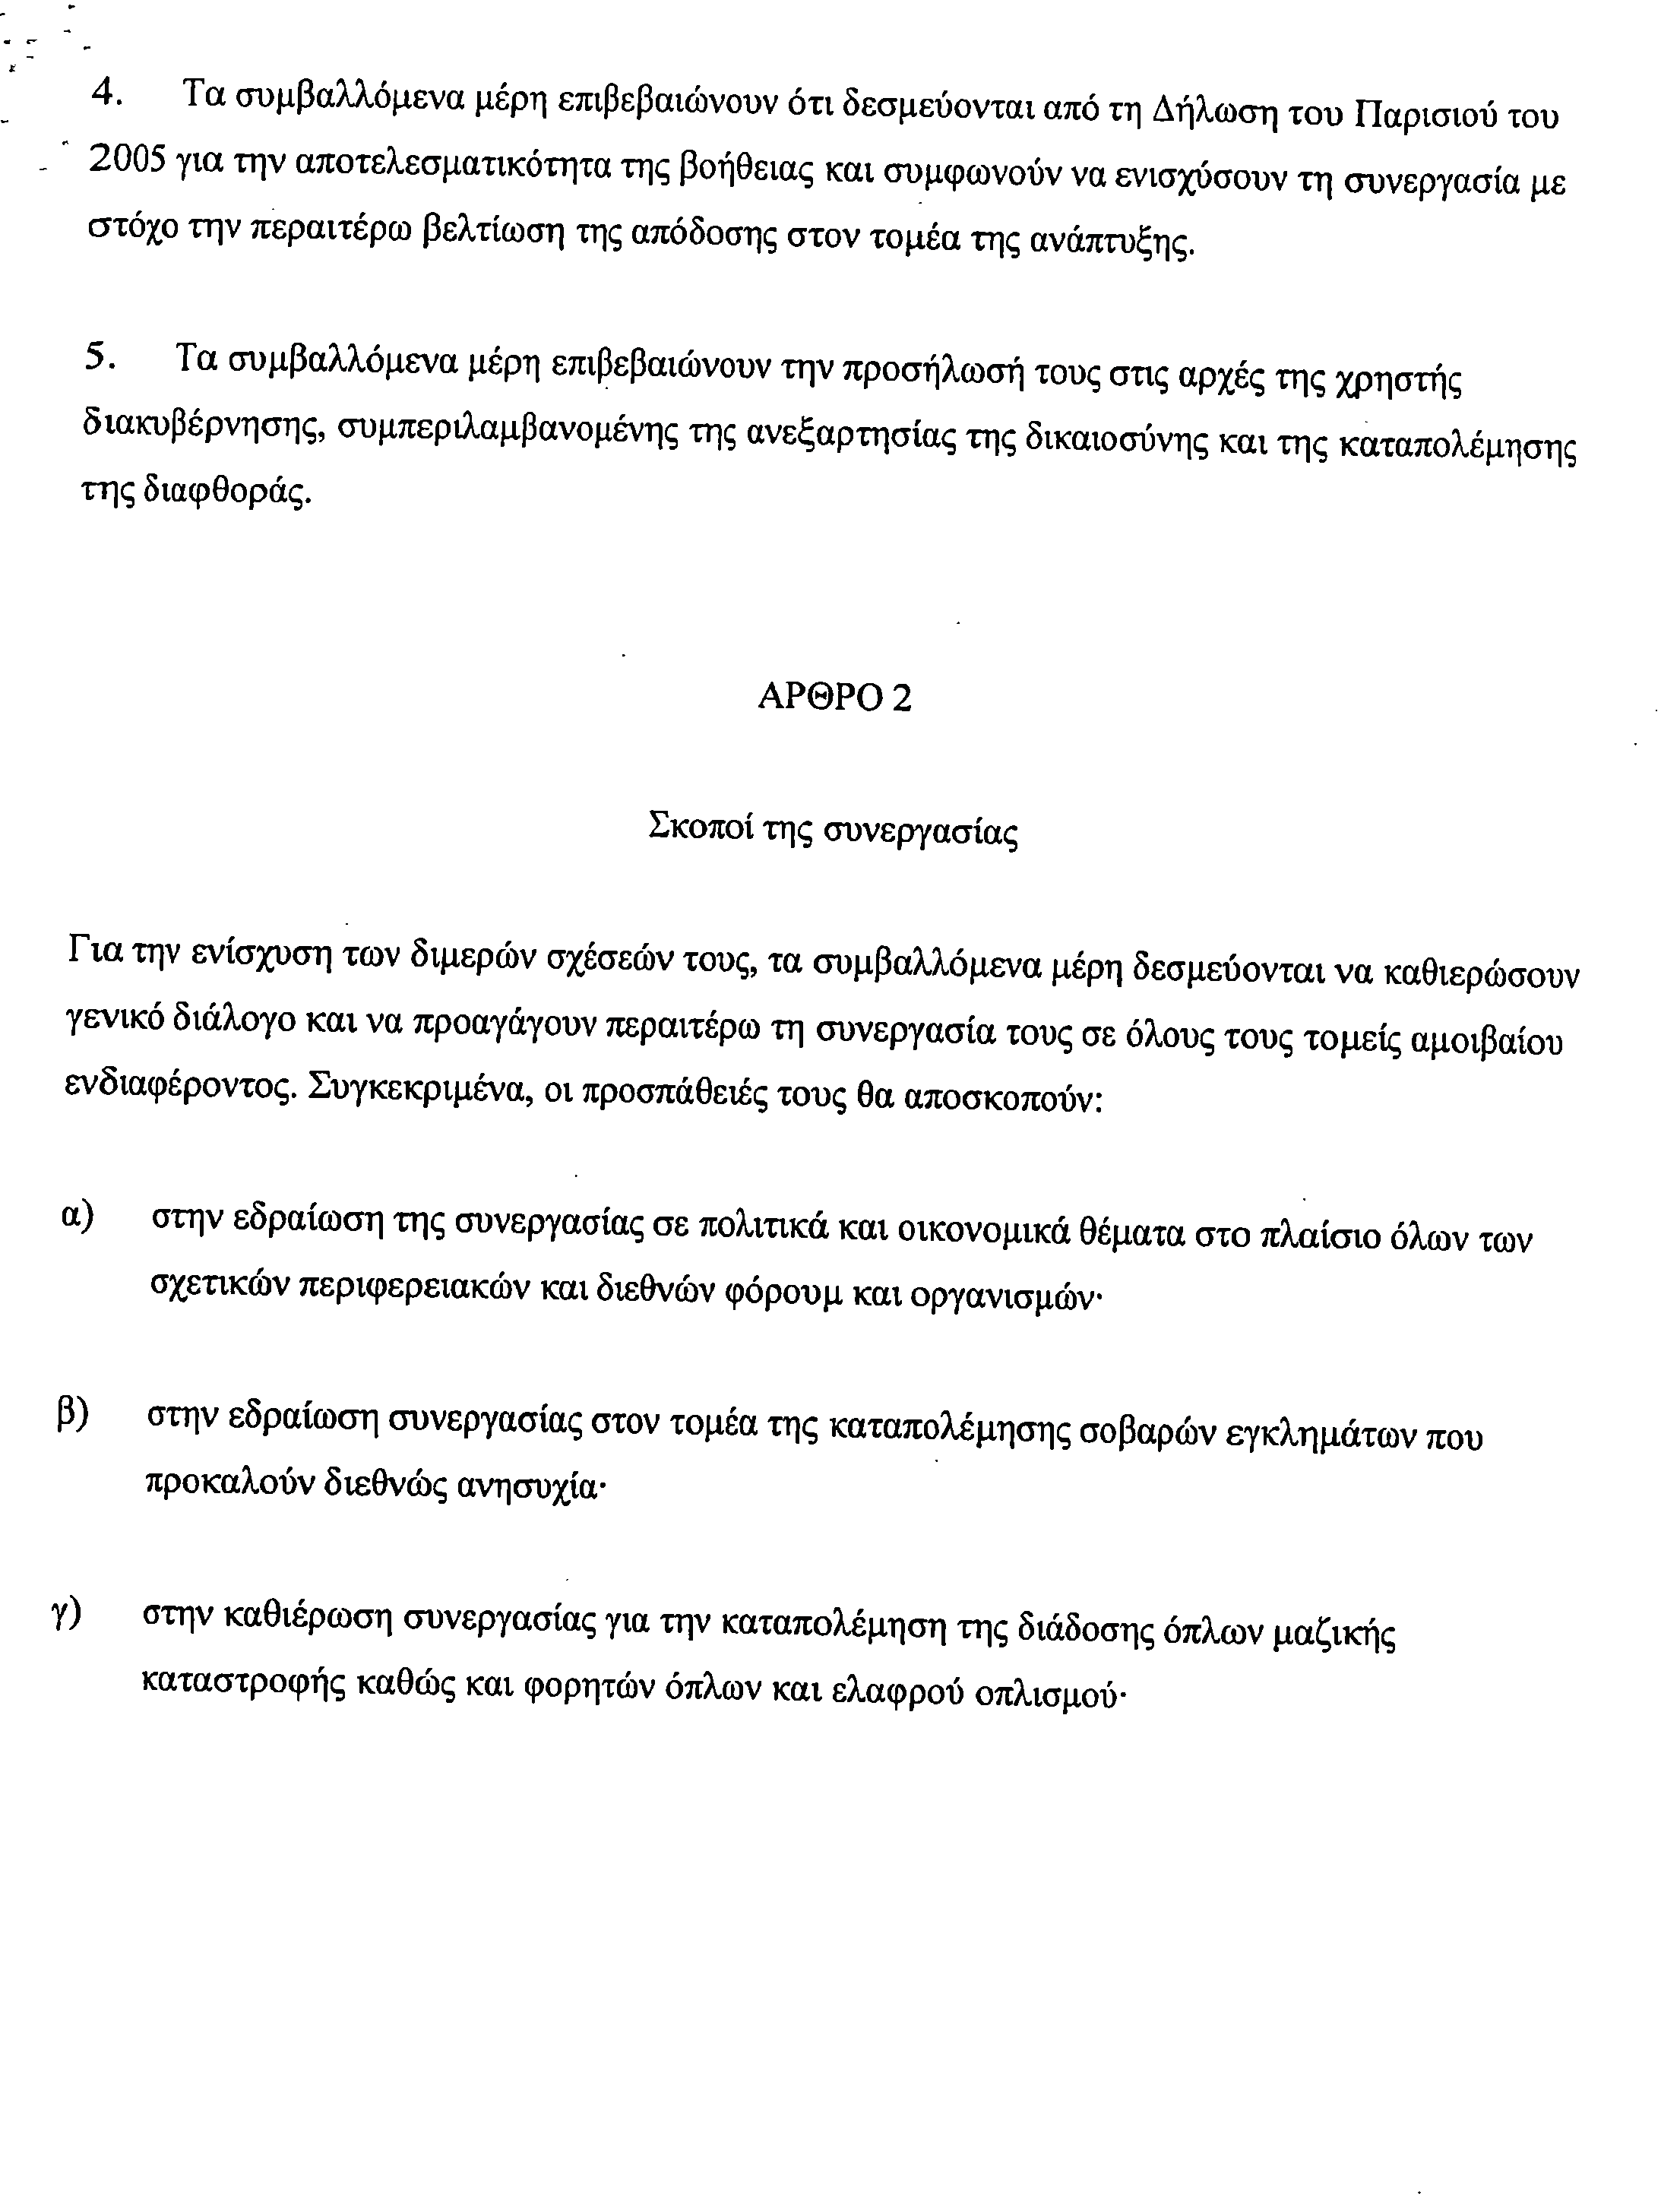 4. Τα συμβαλλόμενα μέρη επιβεβαιώνουν ότι δεσμεύονται από τη Δήλωση του Παρισιού του
2005 για την αποτελεσματικότητα της βοήθειας και συμφωνούν να ενισχύσουν τη συνεργασία με
στόχο την περαιτέρω βελτίωση της απόδοσης στον τομέα της ανάπτυξης.
5. Τα συμβαλλόμενα μέρη επιβεβαιώνουν την προσήλωσή τους στις αρχές της χρηστής
διακυβέρνησης, συμπεριλαμβανομένης της ανεξαρτησίας της δικαιοσύνης και της καταπολέμησης
της διαφθοράς.
ΑΡΘΡΟ 2
Σκοποί της συνεργασίας
Για την ενίσχυση των διμερών σχέσεών τους, τα συμβαλλόμενα μέρη δεσμεύονται να καθιερώσουν
γενικό διάλογο και να προαγάγουν περαιτέρω τη συνεργασία τους σε όλους τους τομείς αμοιβαίου
ενδιαφέροντος. Συγκεκριμένα, οι προσπάθειές τους θα αποσκοπούν:
α) στην εδραίωση της συνεργασίας σε πολιτικά και οικονομικά θέματα στο πλαίσιο όλων των
σχετικών περιφερειακών και διεθνών φόρουμ και οργανισμών·
β) στην εδραίωση συνεργασίας στον τομέα της καταπολέμησης σοβαρών εγκλημάτων που
προκαλούν διεθνώς ανησυχία·
γ) στην καθιέρωση συνεργασίας για την καταπολέμηση της διάδοσης όπλων μαζικής
καταστροφής καθώς και φορητών όπλων και ελαφρού οπλισμού·